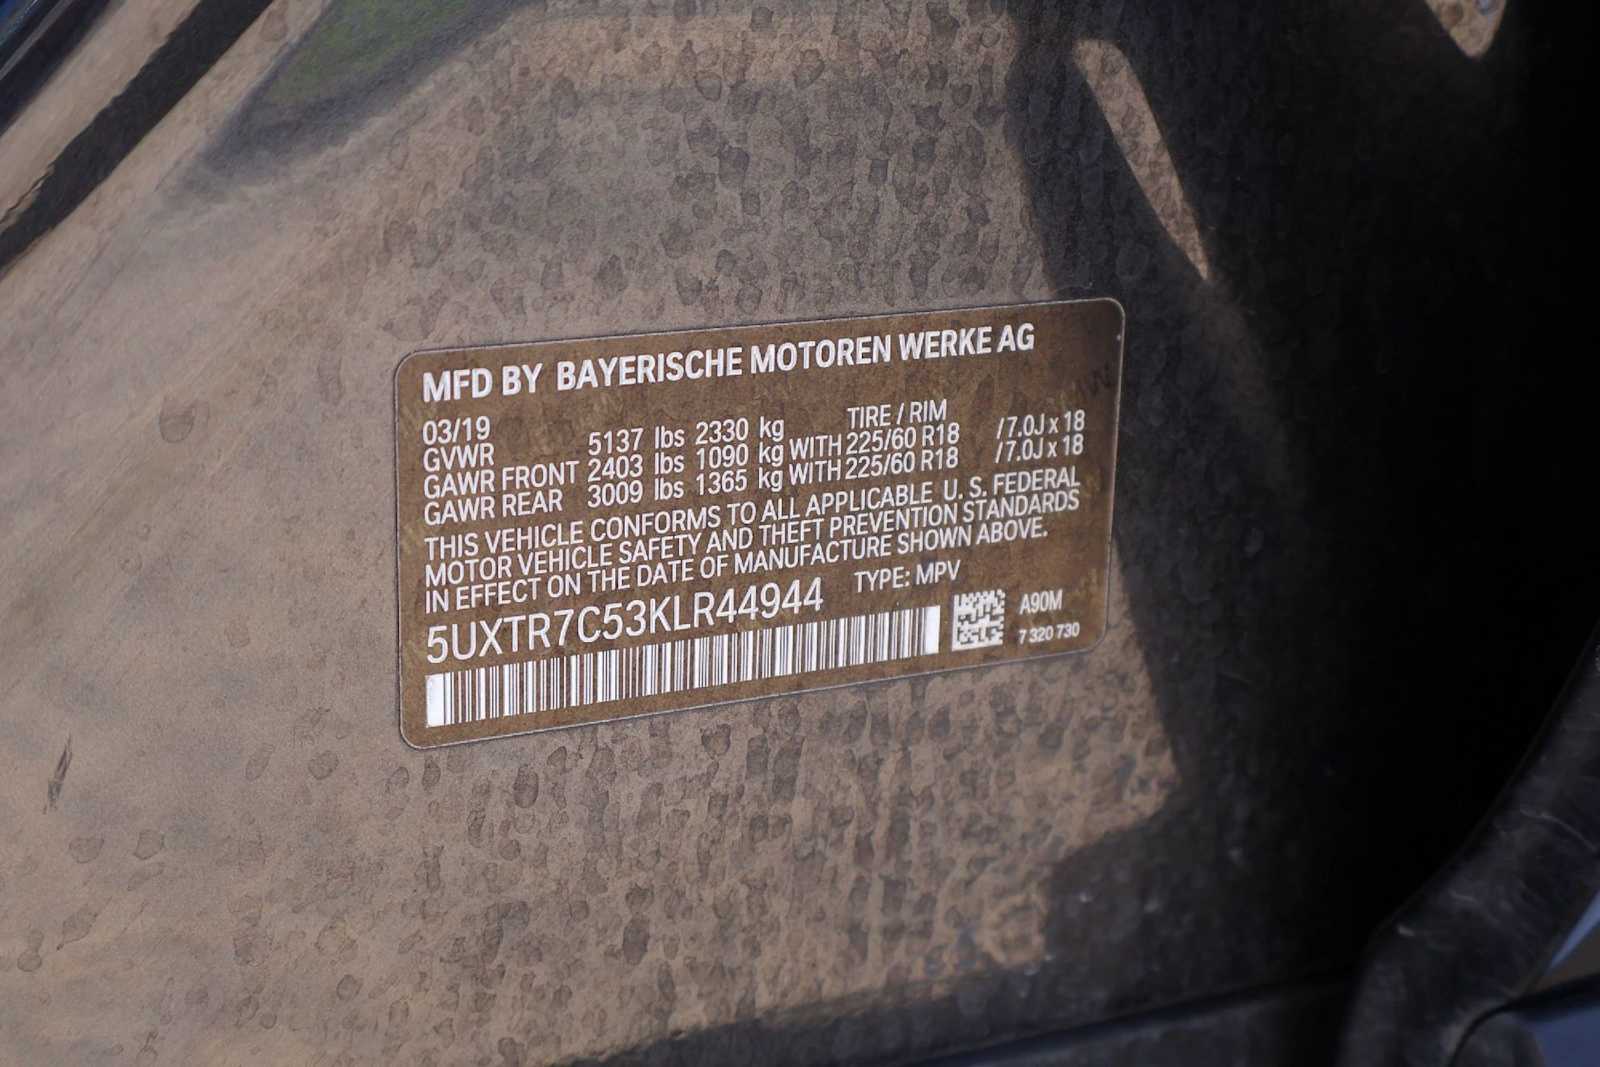 MFD BY BAYERISCHE MOTOREN WERKE AG
03/19 TIRE / RIM
GVWR 5137 lbs 2330 kg
GAWR FRONT 2403 lbs 1090 kg WITH 225/60 R18 /7.0J x 18
GAWR REAR 3009 lbs 1365 kg WITH 225/60 R18 /7.0J x 18
THIS VEHICLE CONFORMS TO ALL APPLICABLE U. S. FEDERAL
MOTOR VEHICLE SAFETY AND THEFT PREVENTION STANDARDS
IN EFFECT ON THE DATE OF MANUFACTURE SHOWN ABOVE.
5UXTR7C53KLR44944 TYPE: MPV
A90M
7 320 730